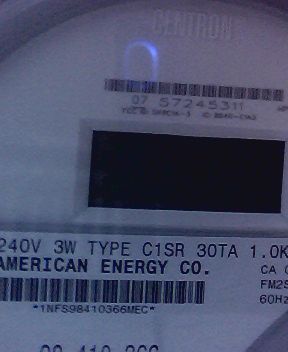 CENTRON
07 57245311
240V 3W TYPE C1SR 30TA 1.0K
AMERICAN ENERGY CO.
CA
FM2S
60Hz
*1NFS98410366MEC*